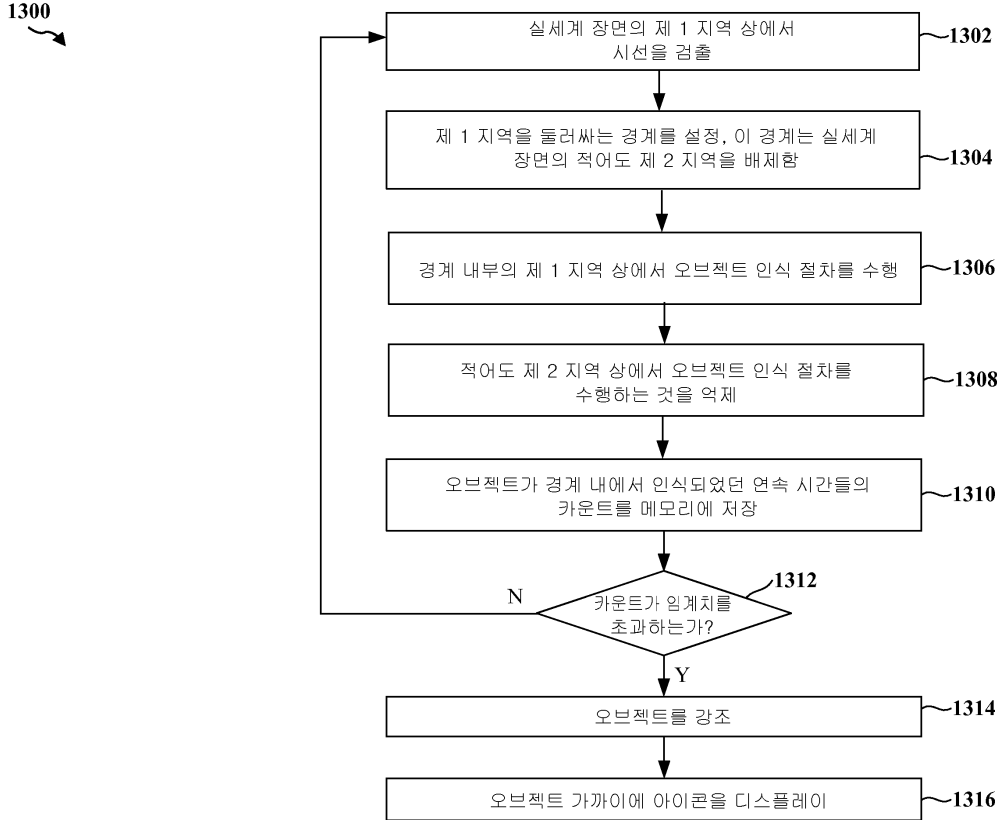 1300
실세계 장면의 제 1 지역 상에서
시선을 검출
1302
제 1 지역을 둘러싸는 경계를 설정, 이 경계는 실세계
장면의 적어도 제 2 지역을 배제함
1304
경계 내부의 제 1 지역 상에서 오브젝트 인식 절차를 수행
1306
적어도 제 2 지역 상에서 오브젝트 인식 절차를
수행하는 것을 억제
1308
오브젝트가 경계 내에서 인식되었던 연속 시간들의
카운트를 메모리에 저장
1310
1312
N
카운트가 임계치를
초과하는가?
Y
오브젝트를 강조
1314
오브젝트 가까이에 아이콘을 디스플레이
1316